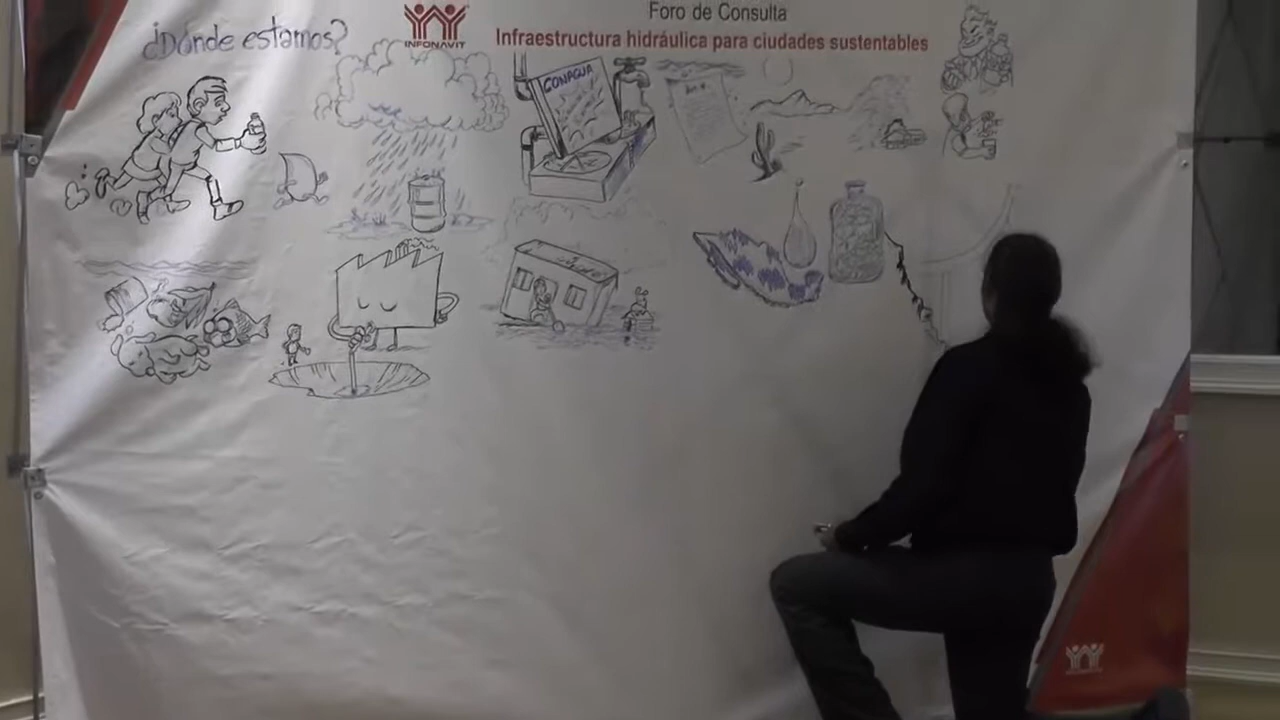 ¿Dónde estamos?
INFONAVIT
Foro de Consulta
Infraestructura hidráulica para ciudades sustentables
CONAGUA